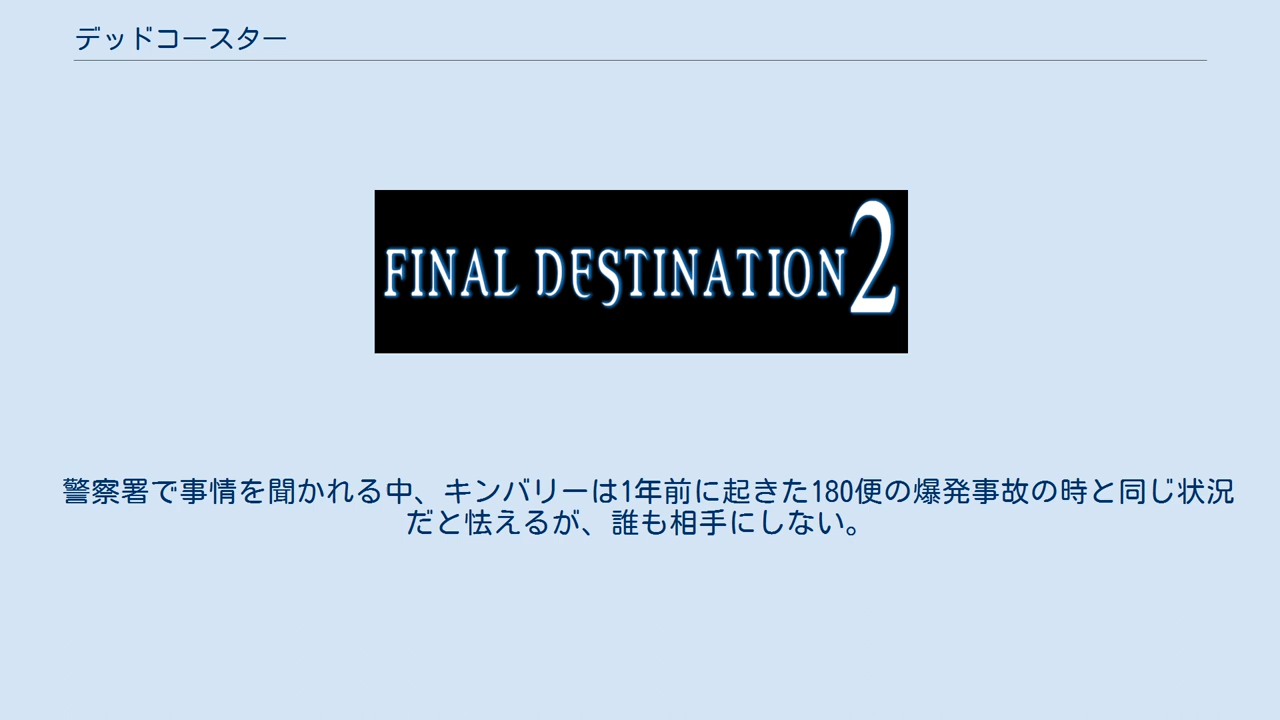 デッドコースター
FINAL DESTINATION 2
警察署で事情を聞かれる中、キンバリーは1年前に起きた180便の爆発事故の時と同じ状況
だと怯えるが、誰も相手にしない。